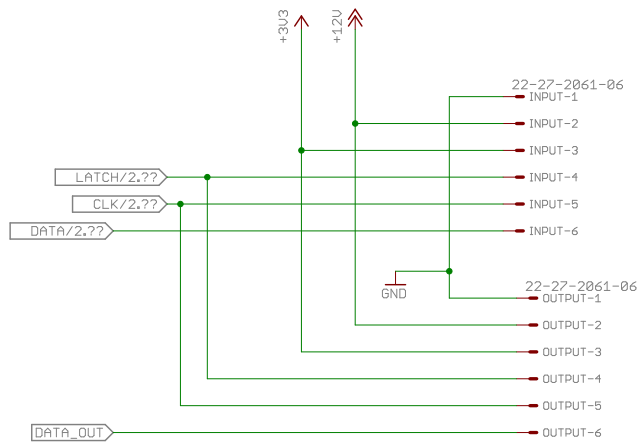 +3V3
+12V
22-27-2061-06
INPUT-1
INPUT-2
INPUT-3
LATCH/2.??
INPUT-4
CLK/2.??
INPUT-5
DATA/2.??
INPUT-6
GND
22-27-2061-06
OUTPUT-1
OUTPUT-2
OUTPUT-3
OUTPUT-4
OUTPUT-5
DATA_OUT
OUTPUT-6